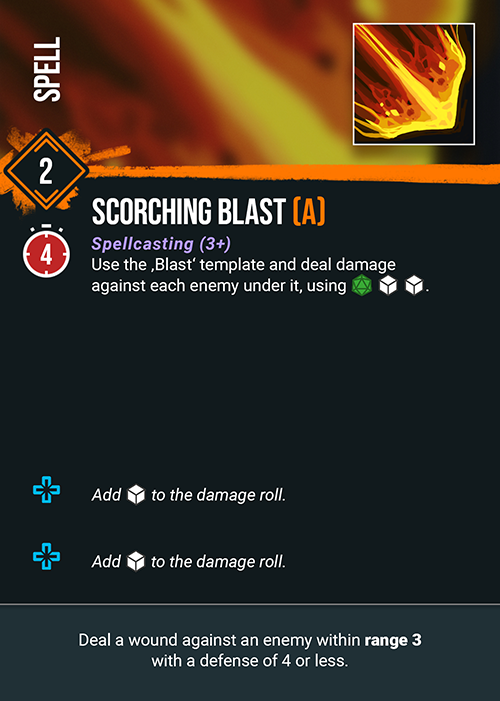 SPELL
2
SCORCHING BLAST (A)
4
Spellcasting (3+)
Use the ‚Blast‘ template and deal damage
against each enemy under it, using .
Add to the damage roll.
Add to the damage roll.
Deal a wound against an enemy within range 3
with a defense of 4 or less.